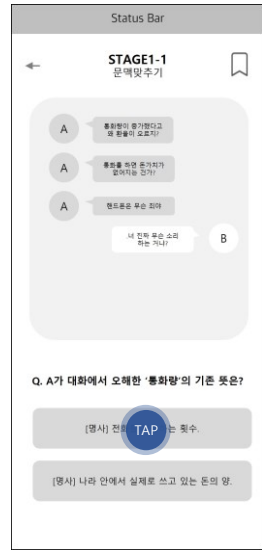 Status Bar
STAGE1-1
문맥맞추기
A
통화량이 증가했다고
왜 환율이 오르지?
A
통화를 하면 돈가치가
없어지는 건가?
A
핸드폰은 무슨 죄야
너 진짜 무슨 소리
하는 거냐?
B
Q. A가 대화에서 오해한 '통화량'의 기존 뜻은?
[명사] TAP 횟수.
[명사] 나라 안에서 실제로 쓰고 있는 돈의 양.